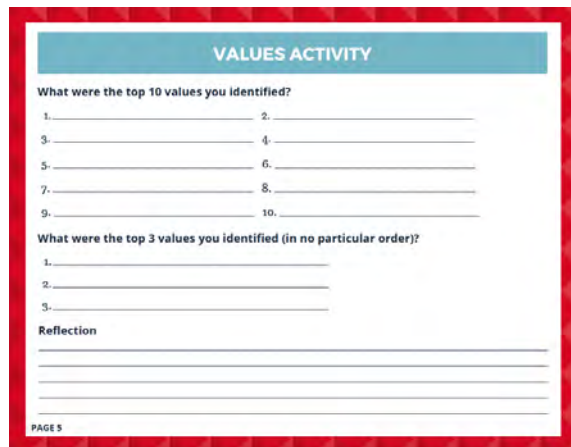 VALUES ACTIVITY
What were the top 10 values you identified?
1. 2.
3. 4.
5. 6.
7. 8.
9. 10.
What were the top 3 values you identified (in no particular order)?
1.
2.
3.
Reflection
PAGE 5